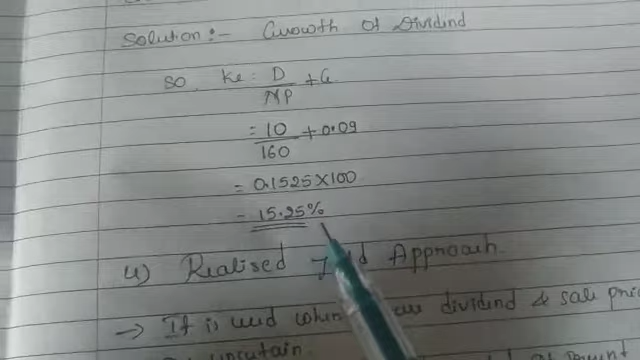 Solution:- Growth of Dividend
So Ke: D/NP + G
= 10/160 + 0.09
= 0.1525×100
= 15.25%
4) Realised Approach
→ It is used dividend & sale